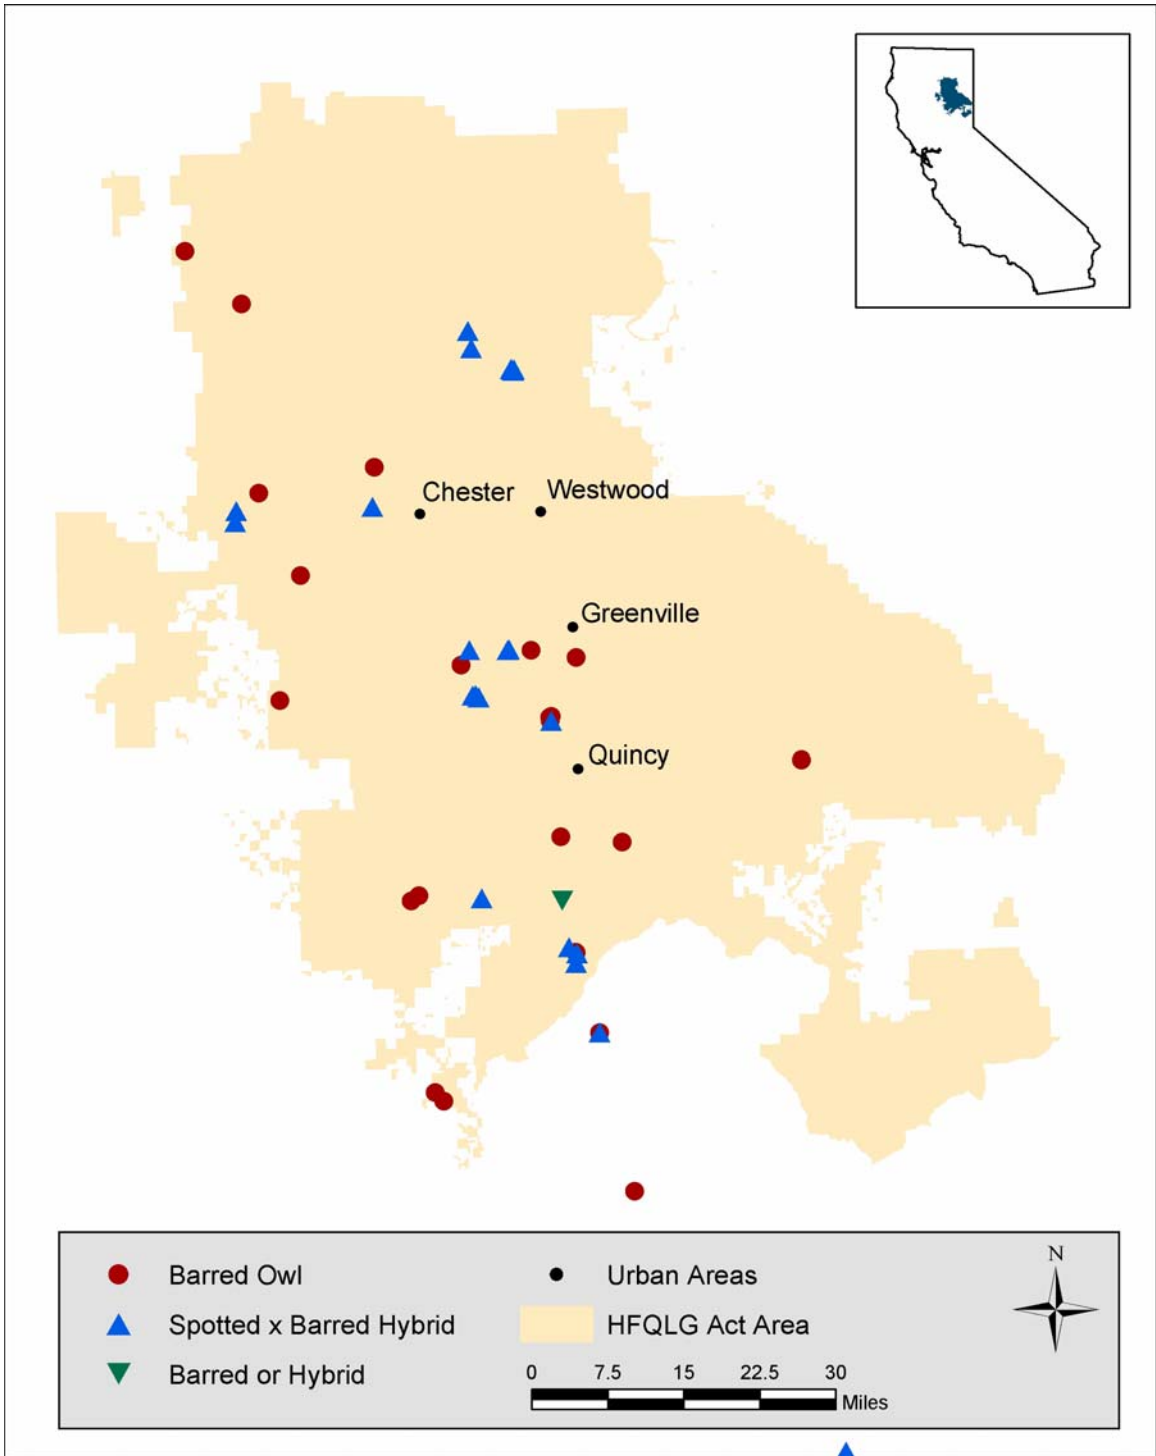 Chester
Westwood
Greenville
Quincy
Barred Owl
Spotted x Barred Hybrid
Barred or Hybrid
Urban Areas
HFQLG Act Area
0 7.5 15 22.5 30
Miles
N